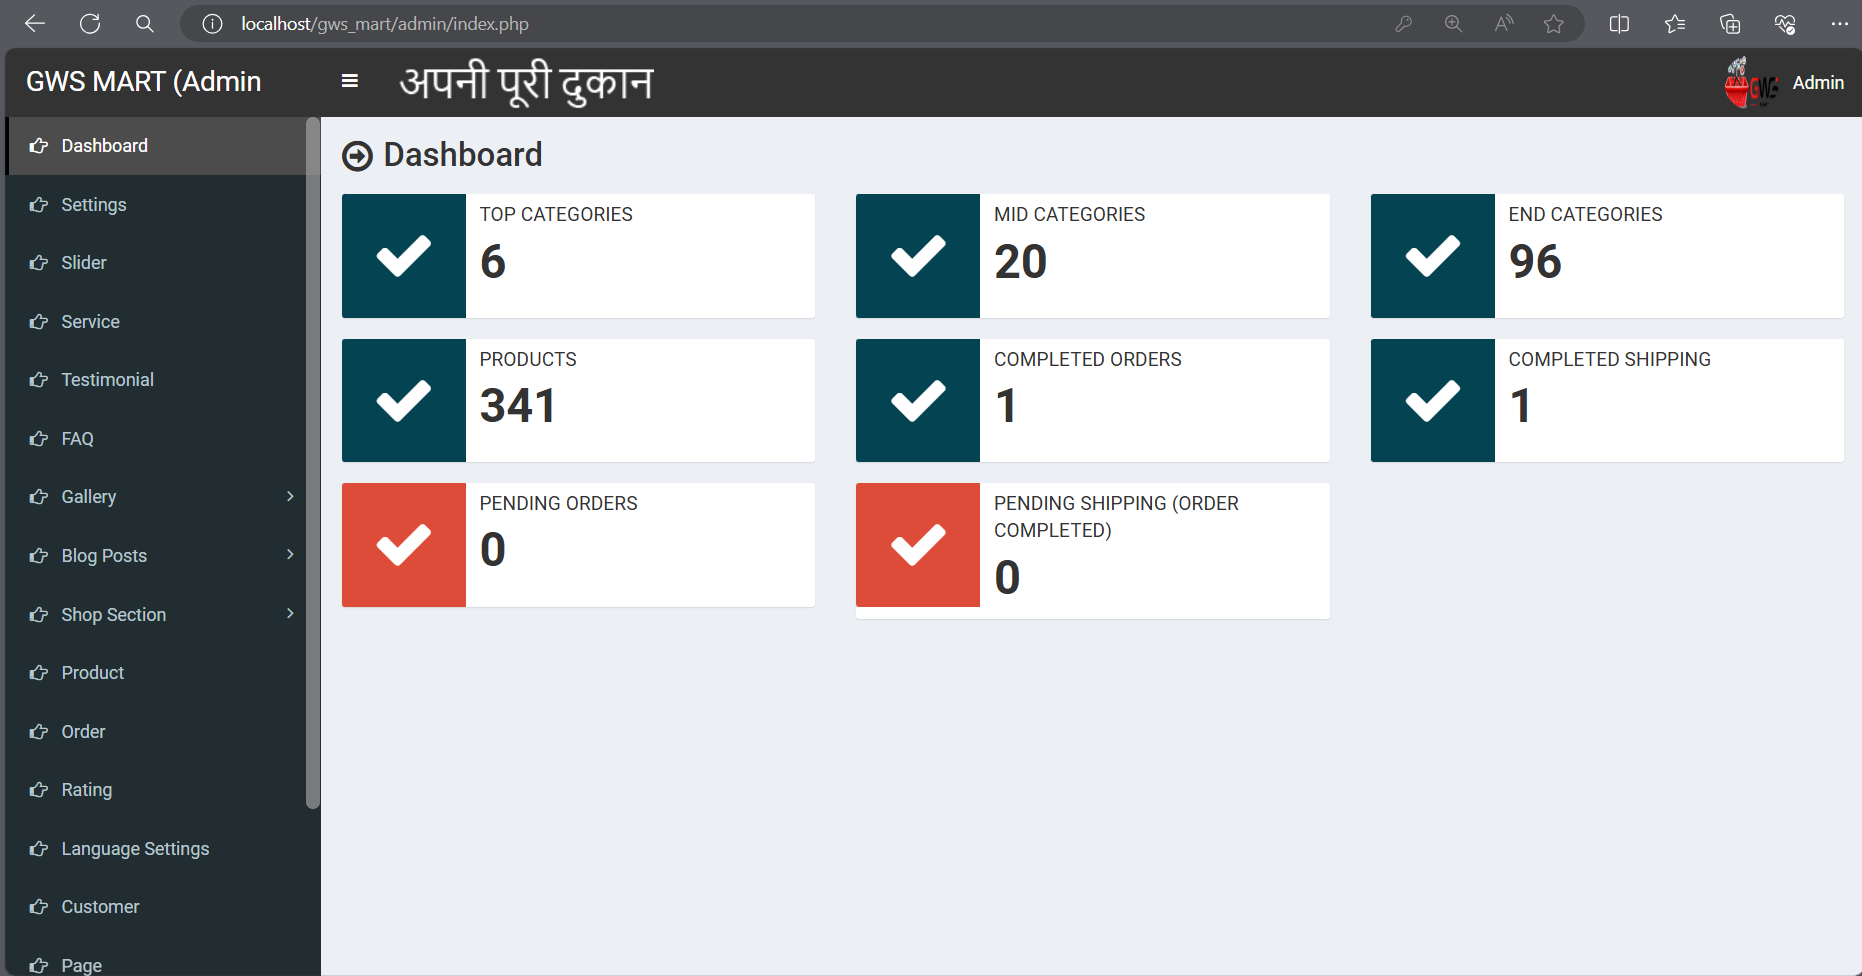 localhost/gws_mart/admin/index.php
GWS MART (Admin
अपनी पूरी दुकान
GWS
Admin
Dashboard
Settings
Slider
Service
Testimonial
FAQ
Gallery
Blog Posts
Shop Section
Product
Order
Rating
Language Settings
Customer
Page
Dashboard
TOP CATEGORIES
6
MID CATEGORIES
20
END CATEGORIES
96
PRODUCTS
341
COMPLETED ORDERS
1
COMPLETED SHIPPING
1
PENDING ORDERS
0
PENDING SHIPPING (ORDER
COMPLETED)
0